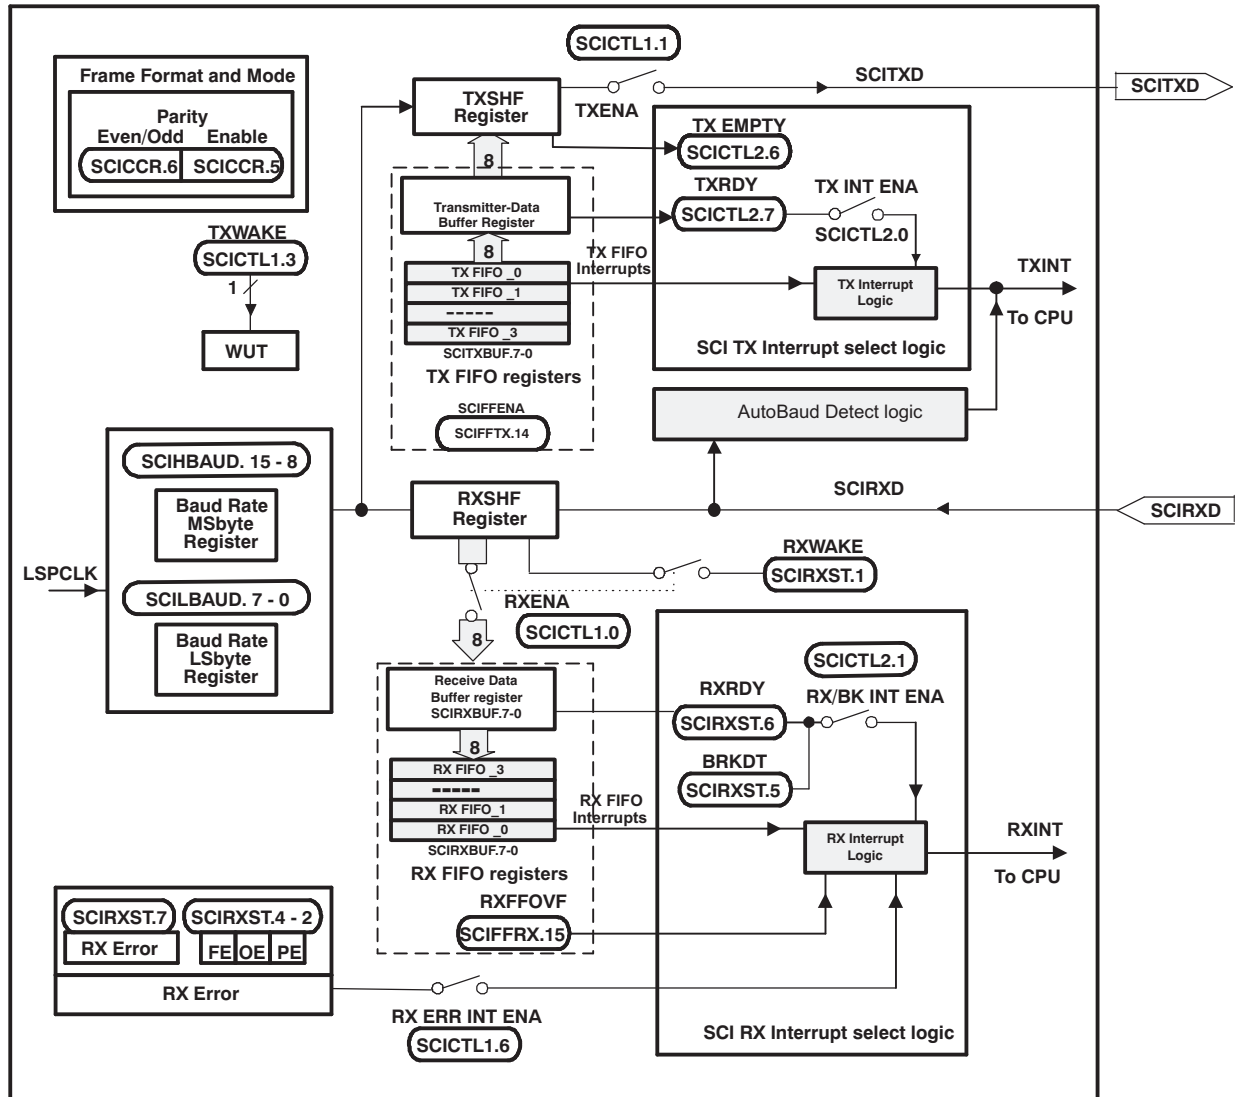 SCICTL1.1
Frame Format and Mode
Parity
Even/Odd Enable
SCICCR.6 SCICCR.5
TXWAKE
SCICTL1.3
1
WUT
TXSHF
Register
TXENA
SCITXD
SCITXD
8
Transmitter-Data
Buffer Register
8
TX FIFO _0
TX FIFO _1
-----
TX FIFO _3
SCITXBUF.7-0
TX FIFO registers
SCIFFENA
SCIFFTX.14
TX FIFO
Interrupts
TX EMPTY
SCICTL2.6
TXRDY
SCICTL2.7
TX INT ENA
SCICTL2.0
TX Interrupt
Logic
SCI TX Interrupt select logic
TXINT
To CPU
AutoBaud Detect logic
LSPCLK
SCIHBAUD. 15 - 8
Baud Rate
MSbyte
Register
SCILBAUD. 7 - 0
Baud Rate
LSbyte
Register
RXSHF
Register
SCIRXD
SCIRXD
RXWAKE
SCIRXST.1
RXENA
SCICTL1.0
8
Receive Data
Buffer register
SCIRXBUF.7-0
8
RX FIFO _3
-----
RX FIFO_1
RX FIFO _0
SCIRXBUF.7-0
RX FIFO registers
RXFFOVF
SCIFFRX.15
RX FIFO
Interrupts
SCICTL2.1
RXRDY
RX/BK INT ENA
SCIRXST.6
BRKDT
SCIRXST.5
RX Interrupt
Logic
RXINT
To CPU
SCI RX Interrupt select logic
SCIRXST.7 SCIRXST.4 - 2
RX Error FE OE PE
RX Error
RX ERR INT ENA
SCICTL1.6